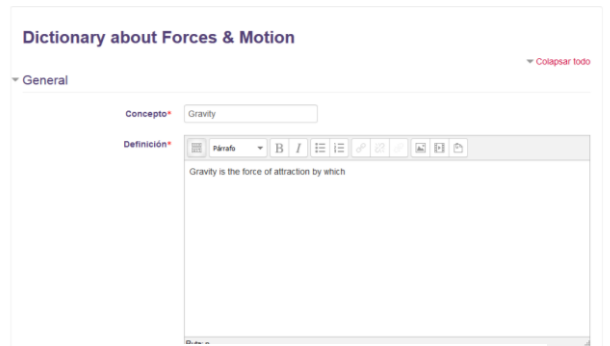 Dictionary about Forces & Motion
Colapsar todo
General
Concepto* Gravity
Definición*
Párrafo B I
Gravity is the force of attraction by which